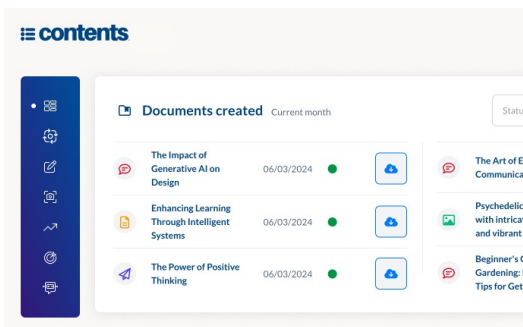 contents
Documents created Current month
Statu
The Impact of
Generative AI on
Design
06/03/2024
Enhancing Learning
Through Intelligent
Systems
06/03/2024
The Power of Positive
Thinking
06/03/2024
The Art of E
Communica
Psychedelic
with intrica
and vibrant
Beginner's
Gardening:
Tips for Get